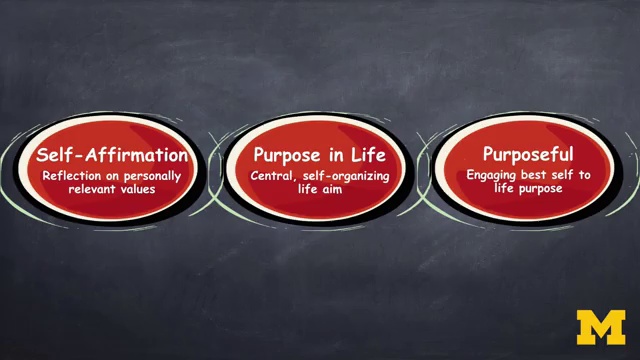 Self-Affirmation
Reflection on personally
relevant values
Purpose in Life
Central, self-organizing
life aim
Purposeful
Engaging best self to
life purpose
M